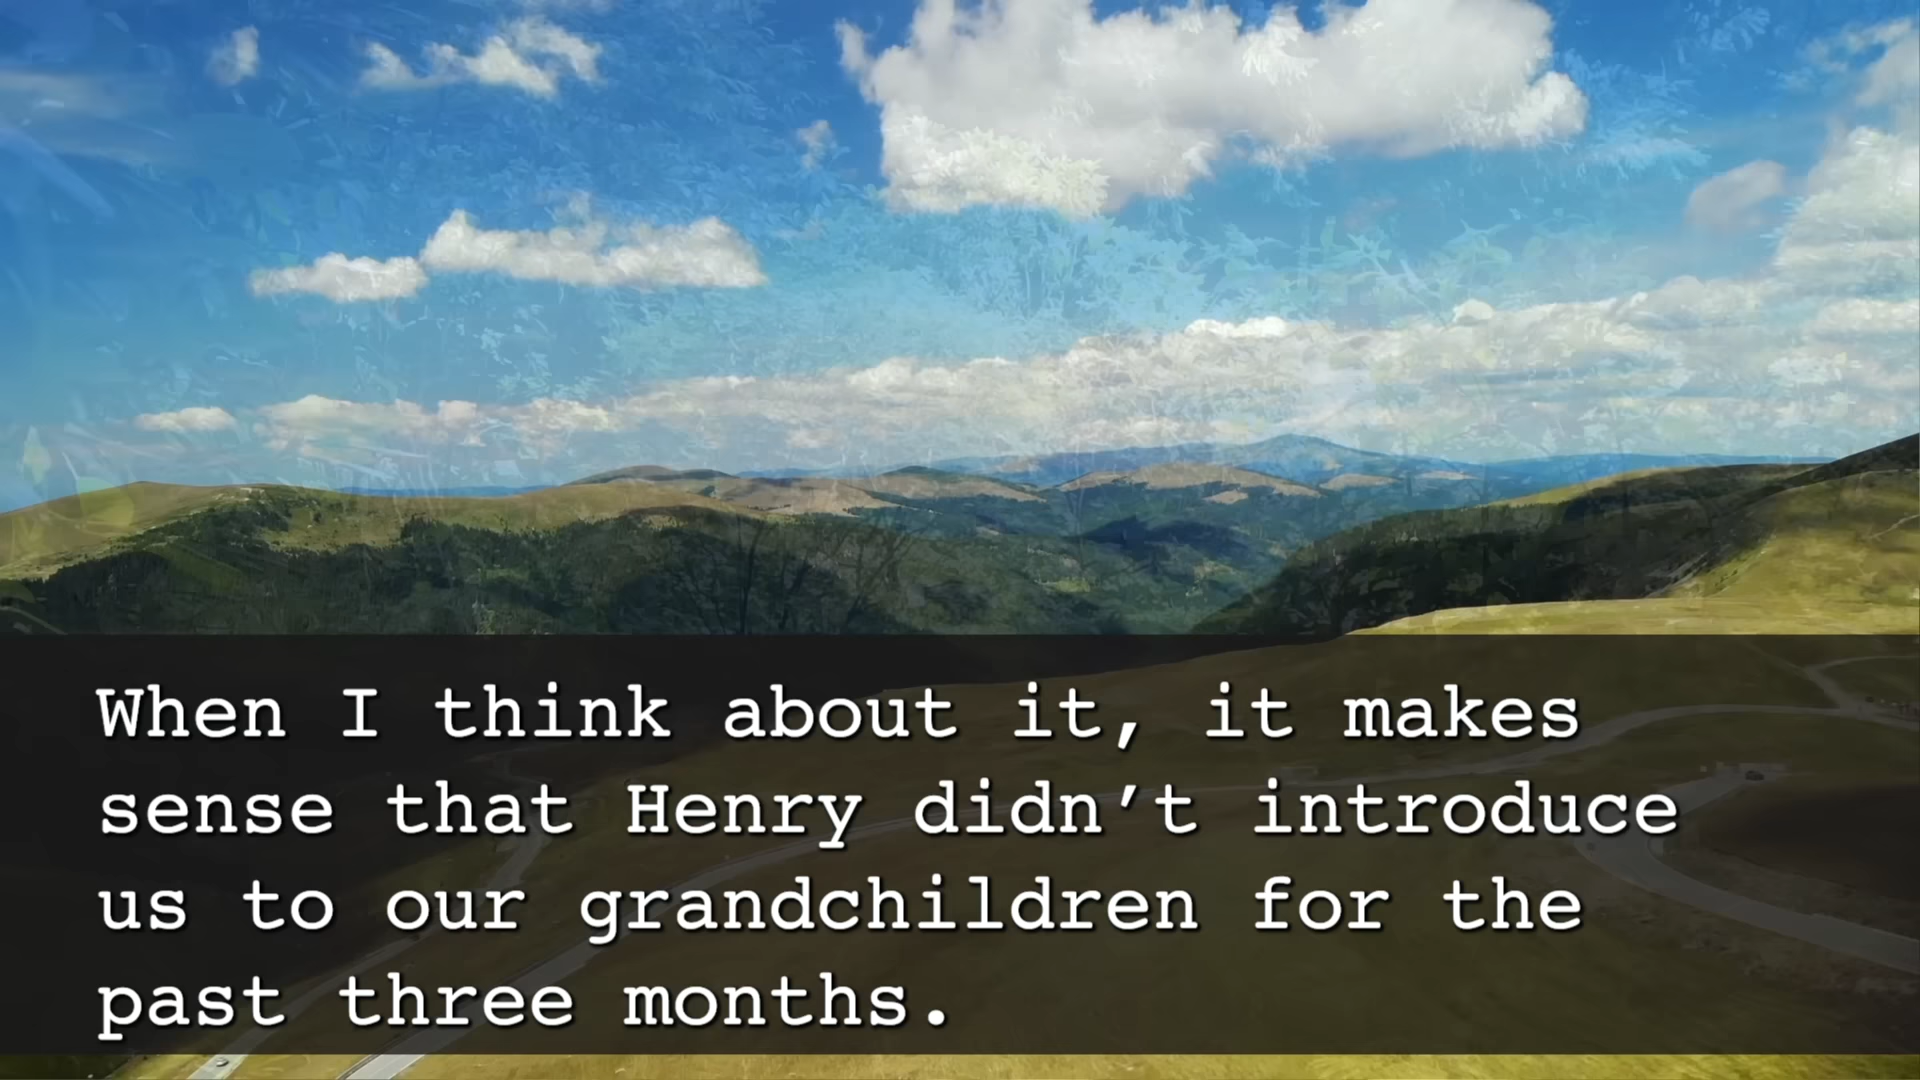 When I think about it, it makes
sense that Henry didn’t introduce
us to our grandchildren for the
past three months.